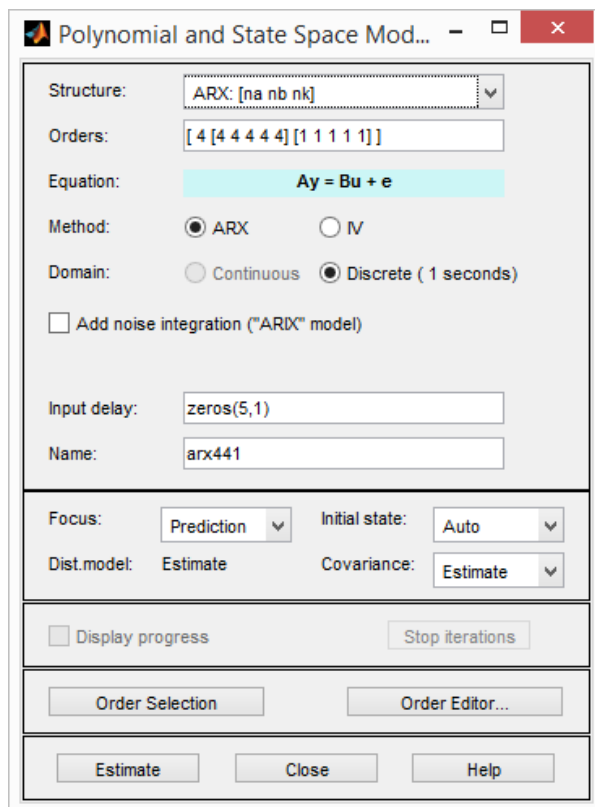 Polynomial and State Space Mod...
Structure: ARX: [na nb nk]
Orders: [ 4 [4 4 4 4 4] [1 1 1 1 1] ]
Equation: Ay = Bu + e
Method: ARX IV
Domain: Continuous Discrete ( 1 seconds)
Add noise integration ("ARIX" model)
Input delay: zeros(5,1)
Name: arx441
Focus: Prediction Initial state: Auto
Dist.model: Estimate Covariance: Estimate
Display progress Stop iterations
Order Selection Order Editor...
Estimate Close Help